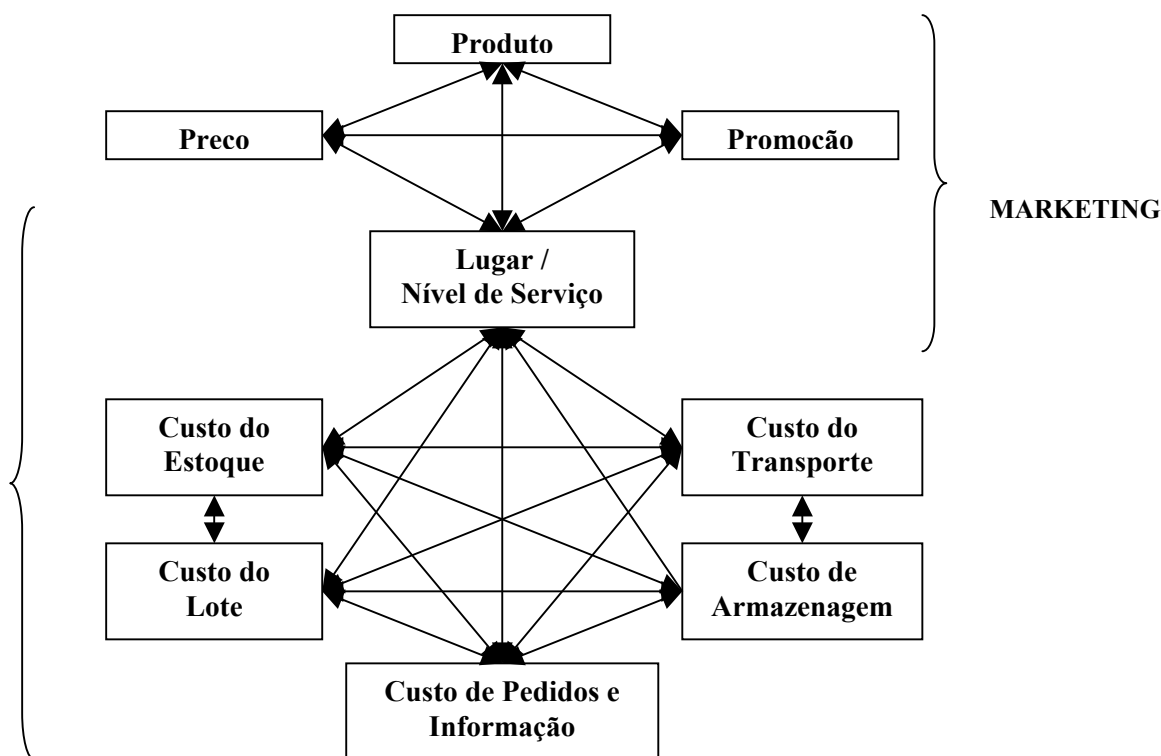 Produto
Preco
Promocão
MARKETING
Lugar /
Nível de Serviço
Custo do
Estoque
Custo do
Transporte
Custo do
Lote
Custo de
Armazenagem
Custo de Pedidos e
Informação